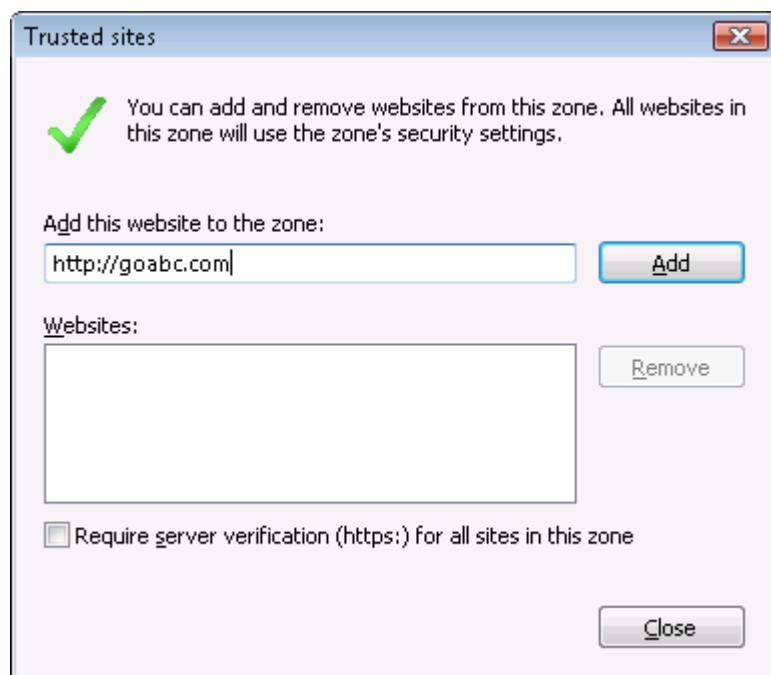 Trusted sites
You can add and remove websites from this zone. All websites in
this zone will use the zone's security settings.
Add this website to the zone:
http://goabc.com
Add
Websites:
Remove
Require server verification (https:) for all sites in this zone
Close